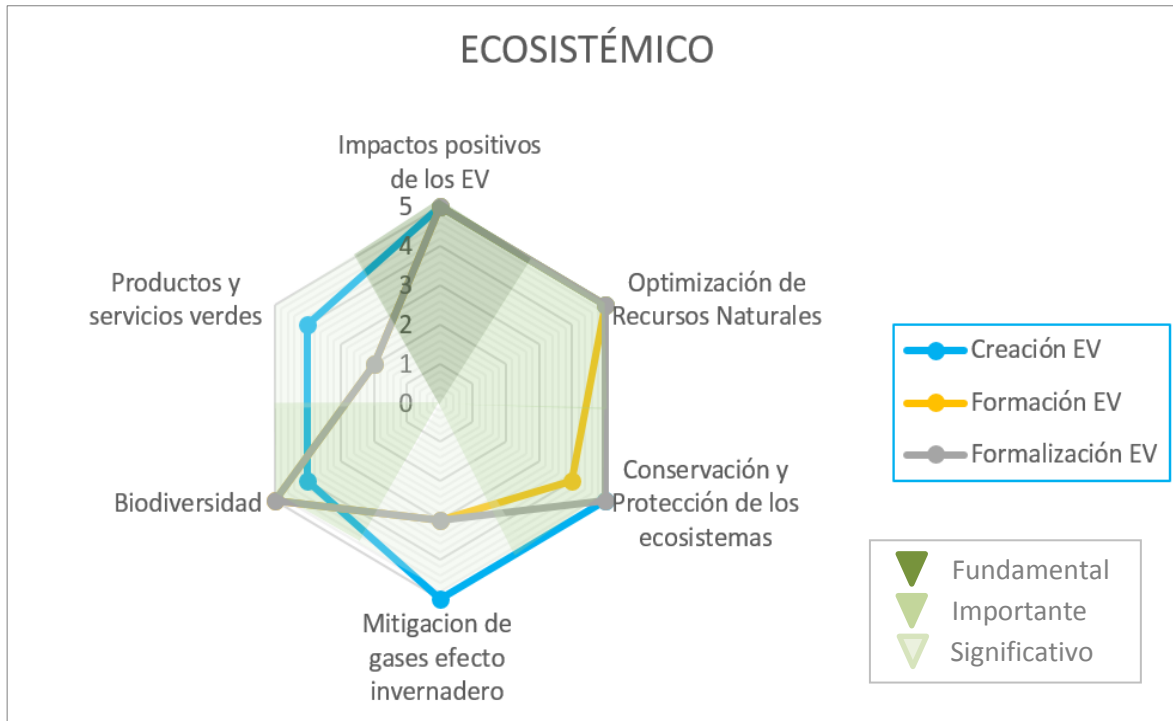 ECOSISTÉMICO
Impactos positivos
de los EV
5
4
3
2
1
0
Optimización de
Recursos Naturales
Conservación y
Protección de los
ecosistemas
Mitigacion de
gases efecto
invernadero
Biodiversidad
Productos y
servicios verdes
Creación EV
Formación EV
Formalización EV
Fundamental
Importante
Significativo